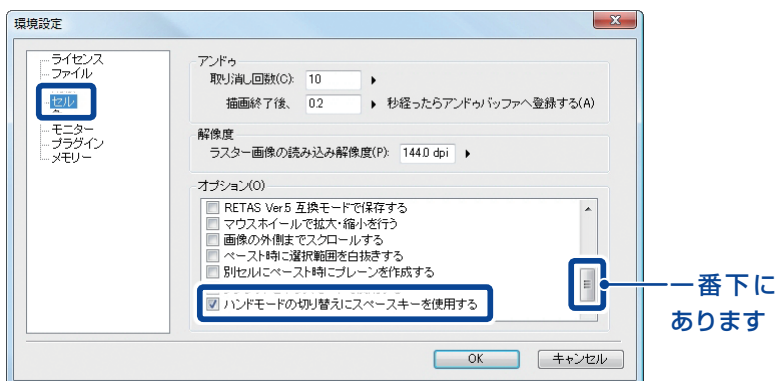 環境設定
ライセンス
ファイル
セル
モニター
プラグイン
メモリー
アンドゥ
取り消し回数(C): 10
描画終了後、 0.2 秒経ったらアンドゥバッファへ登録する(A)
解像度
ラスター画像の読み込み解像度(P): 144.0 dpi
オプション(O)
RETAS Ver.5 互換モードで保存する
マウスホイールで拡大・縮小を行う
画像の外側までスクロールする
ペースト時に選択範囲を白抜きする
別セルにペースト時にプレーンを作成する
ハンドモードの切り替えにスペースキーを使用する
一番下に
あります
OK キャンセル